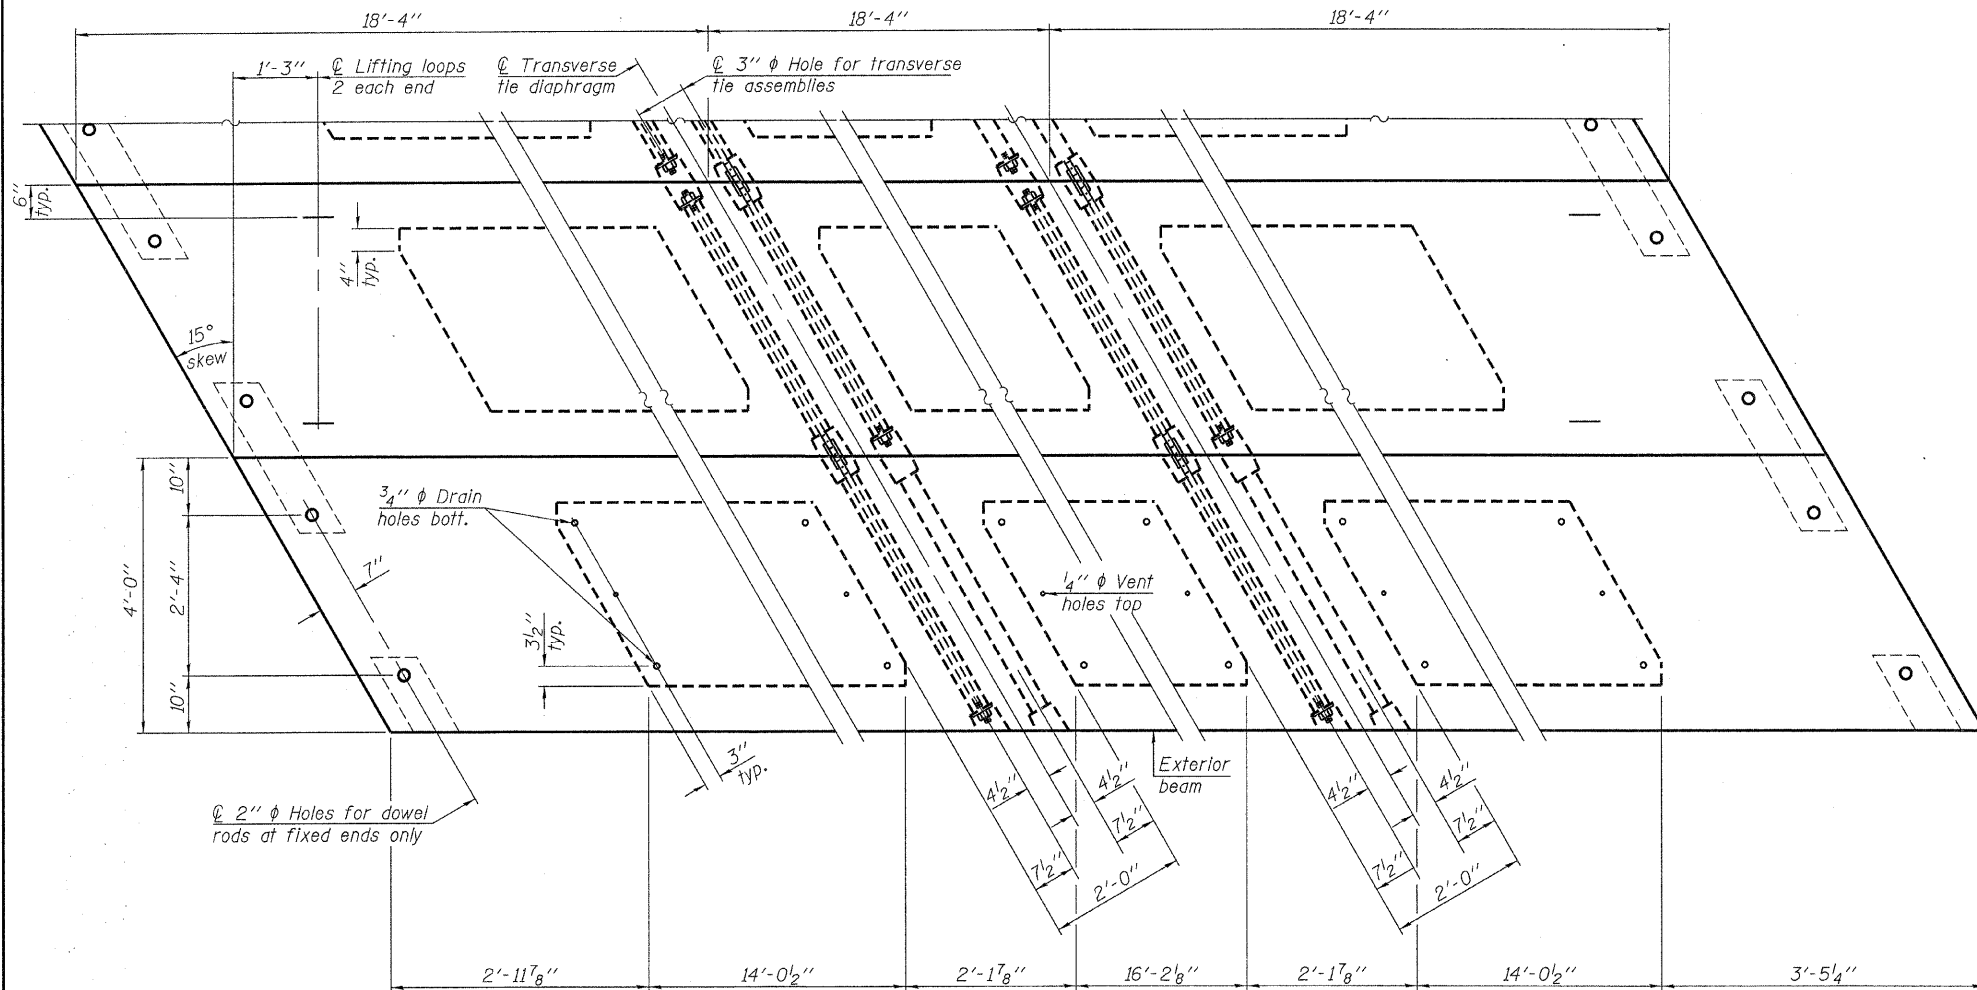 18'-4"
18'-4"
18'-4"
1'-3"
℄ Lifting loops
2 each end
℄ Transverse
tie diaphragm
℄ 3" ϕ Hole for transverse
tie assemblies
6"
typ.
4"
typ.
15°
skew
10"
2'-4"
10"
4'-0"
7"
3/4" ϕ Drain
holes bott.
3 1/2"
typ.
1/4" ϕ Vent
holes top
3"
typ.
Exterior
beam
℄ 2" ϕ Holes for dowel
rods at fixed ends only
4 1/2"
4 1/2"
7 1/2"
7 1/2"
2'-0"
4 1/2"
4 1/2"
7 1/2"
7 1/2"
2'-0"
2'-11 7/8"
14'-0 1/2"
2'-1 7/8"
16'-2 1/8"
2'-1 7/8"
14'-0 1/2"
3'-5 1/4"